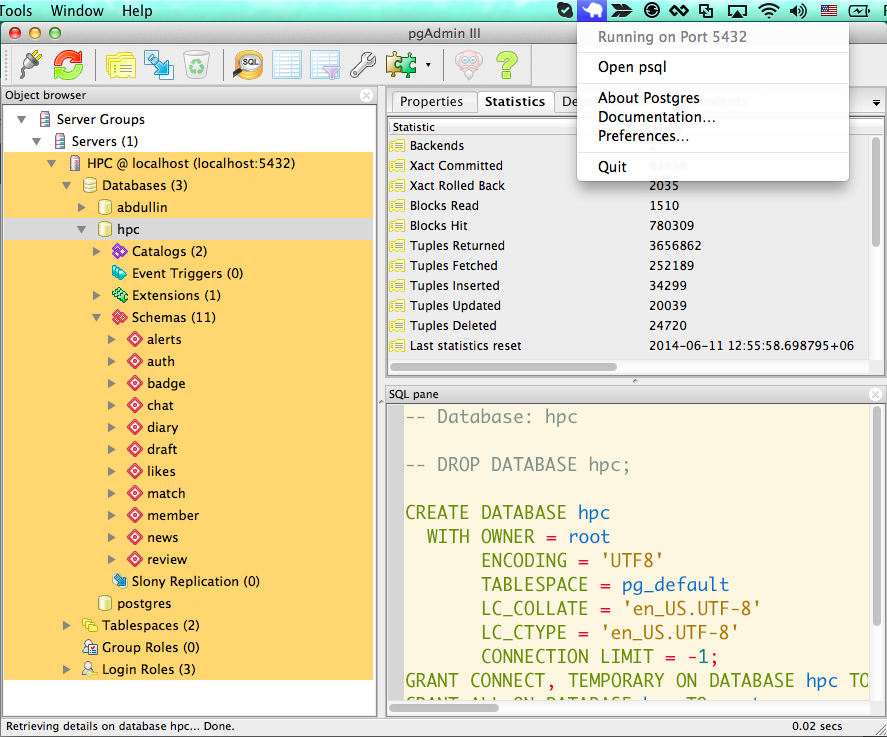 Tools Window Help
pgAdmin III
Running on Port 5432
Open psql
About Postgres
Documentation...
Preferences...
Quit
SQL
Object browser
Server Groups
Servers (1)
HPC @ localhost (localhost:5432)
Databases (3)
abdullin
hpc
Catalogs (2)
Event Triggers (0)
Extensions (1)
Schemas (11)
alerts
auth
badge
chat
diary
draft
likes
match
member
news
review
Slony Replication (0)
postgres
Tablespaces (2)
Group Roles (0)
Login Roles (3)
Properties Statistics De
Statistic
Backends
Xact Committed
Xact Rolled Back 2035
Blocks Read 1510
Blocks Hit 780309
Tuples Returned 3656862
Tuples Fetched 252189
Tuples Inserted 34299
Tuples Updated 20039
Tuples Deleted 24720
Last statistics reset 2014-06-11 12:55:58.698795+06
SQL pane
-- Database: hpc
-- DROP DATABASE hpc;
CREATE DATABASE hpc
WITH OWNER = root
ENCODING = 'UTF8'
TABLESPACE = pg_default
LC_COLLATE = 'en_US.UTF-8'
LC_CTYPE = 'en_US.UTF-8'
CONNECTION LIMIT = -1;
GRANT CONNECT, TEMPORARY ON DATABASE hpc TO
Retrieving details on database hpc... Done.
0.02 secs